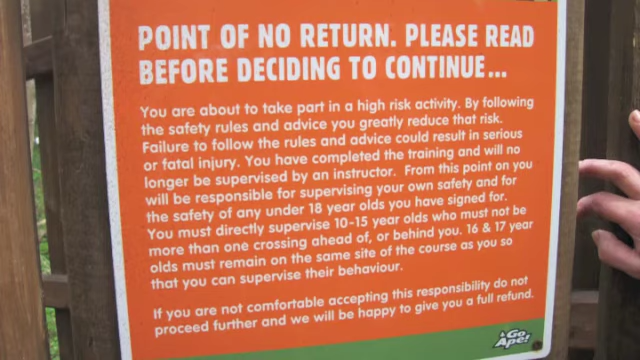 POINT OF NO RETURN. PLEASE READ
BEFORE DECIDING TO CONTINUE...
You are about to take part in a high risk activity. By following
the safety rules and advice you greatly reduce that risk.
Failure to follow the rules and advice could result in serious
or fatal injury. You have completed the training and will no
longer be supervised by an instructor. From this point on you
will be responsible for supervising your own safety and for
the safety of any under 18 year olds you have signed for.
You must directly supervise 10-15 year olds who must not be
more than one crossing ahead of, or behind you. 16 & 17 year
olds must remain on the same site of the course as you so
that you can supervise their behaviour.
If you are not comfortable accepting this responsibility do not
proceed further and we will be happy to give you a full refund.
Go
Ape!